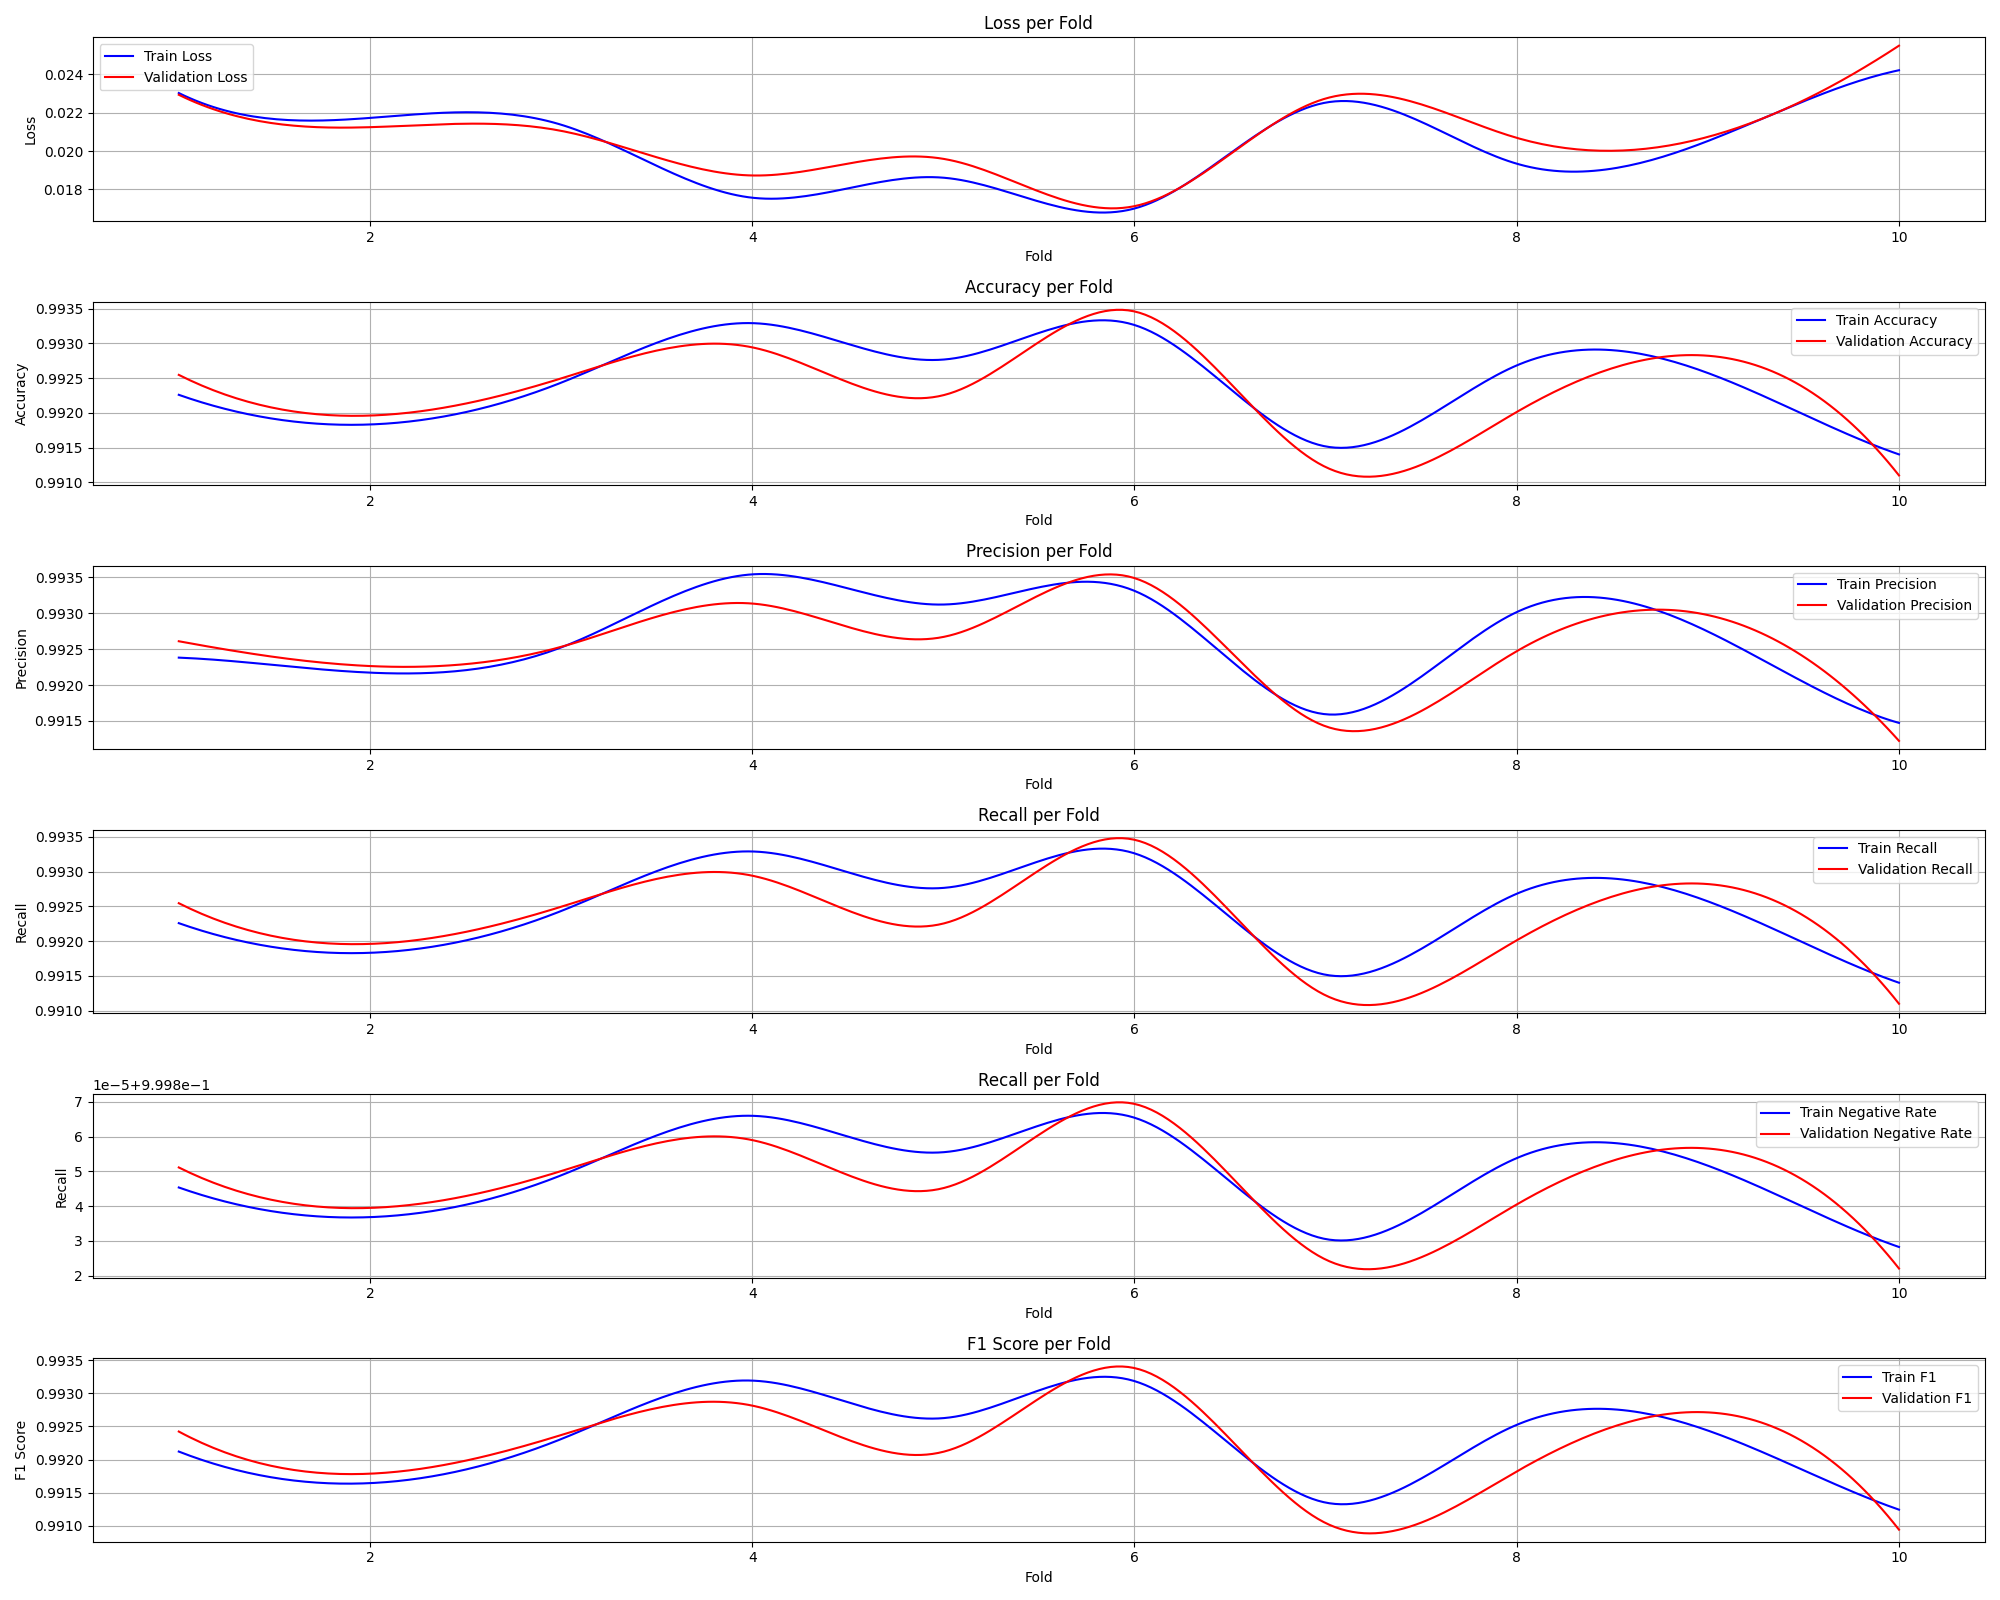 Loss per Fold
Train Loss
Validation Loss
0.024
0.022
0.020
0.018
Loss
2 4 6 8 10
Fold
Accuracy per Fold
Train Accuracy
Validation Accuracy
0.9935
0.9930
0.9925
0.9920
0.9915
0.9910
Accuracy
2 4 6 8 10
Fold
Precision per Fold
Train Precision
Validation Precision
0.9935
0.9930
0.9925
0.9920
0.9915
Precision
2 4 6 8 10
Fold
Recall per Fold
Train Recall
Validation Recall
0.9935
0.9930
0.9925
0.9920
0.9915
0.9910
Recall
2 4 6 8 10
Fold
Recall per Fold
1e−5+9.998e−1
Train Negative Rate
Validation Negative Rate
7
6
5
4
3
2
Recall
2 4 6 8 10
Fold
F1 Score per Fold
Train F1
Validation F1
0.9935
0.9930
0.9925
0.9920
0.9915
0.9910
F1 Score
2 4 6 8 10
Fold